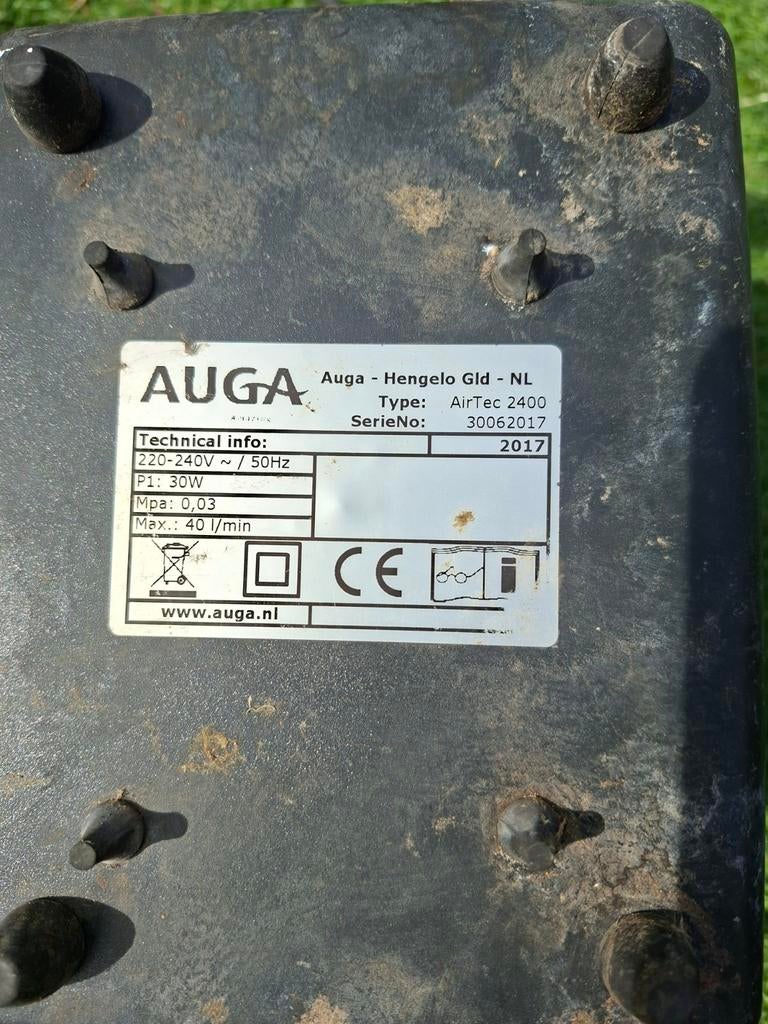 AUGA
Auga - Hengelo Gld - NL
Type: AirTec 2400
SerieNo: 30062017
Technical info: 2017
220-240V ~ / 50Hz
P1: 30W
Mpa: 0,03
Max.: 40 l/min
CE
i
www.auga.nl